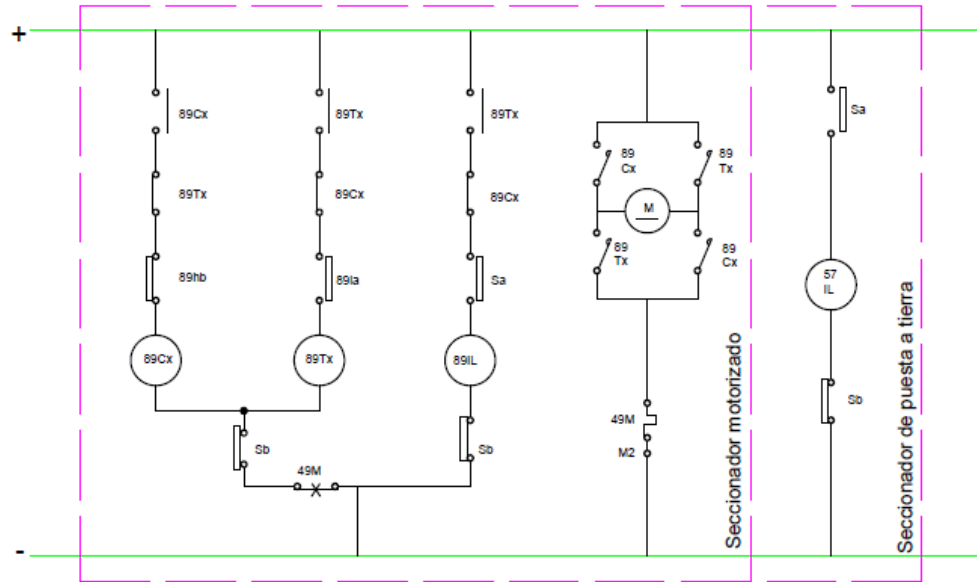 +
89Cx
89Tx
89Tx
Sa
89
Cx
89
Tx
89Tx
89Cx
89Cx
M
89hb
89la
Sa
89
Tx
89
Cx
57
IL
89Cx
89Tx
89IL
Sb
Sb
Sb
49M
49M
M2
Seccionador motorizado
Seccionador de puesta a tierra
-